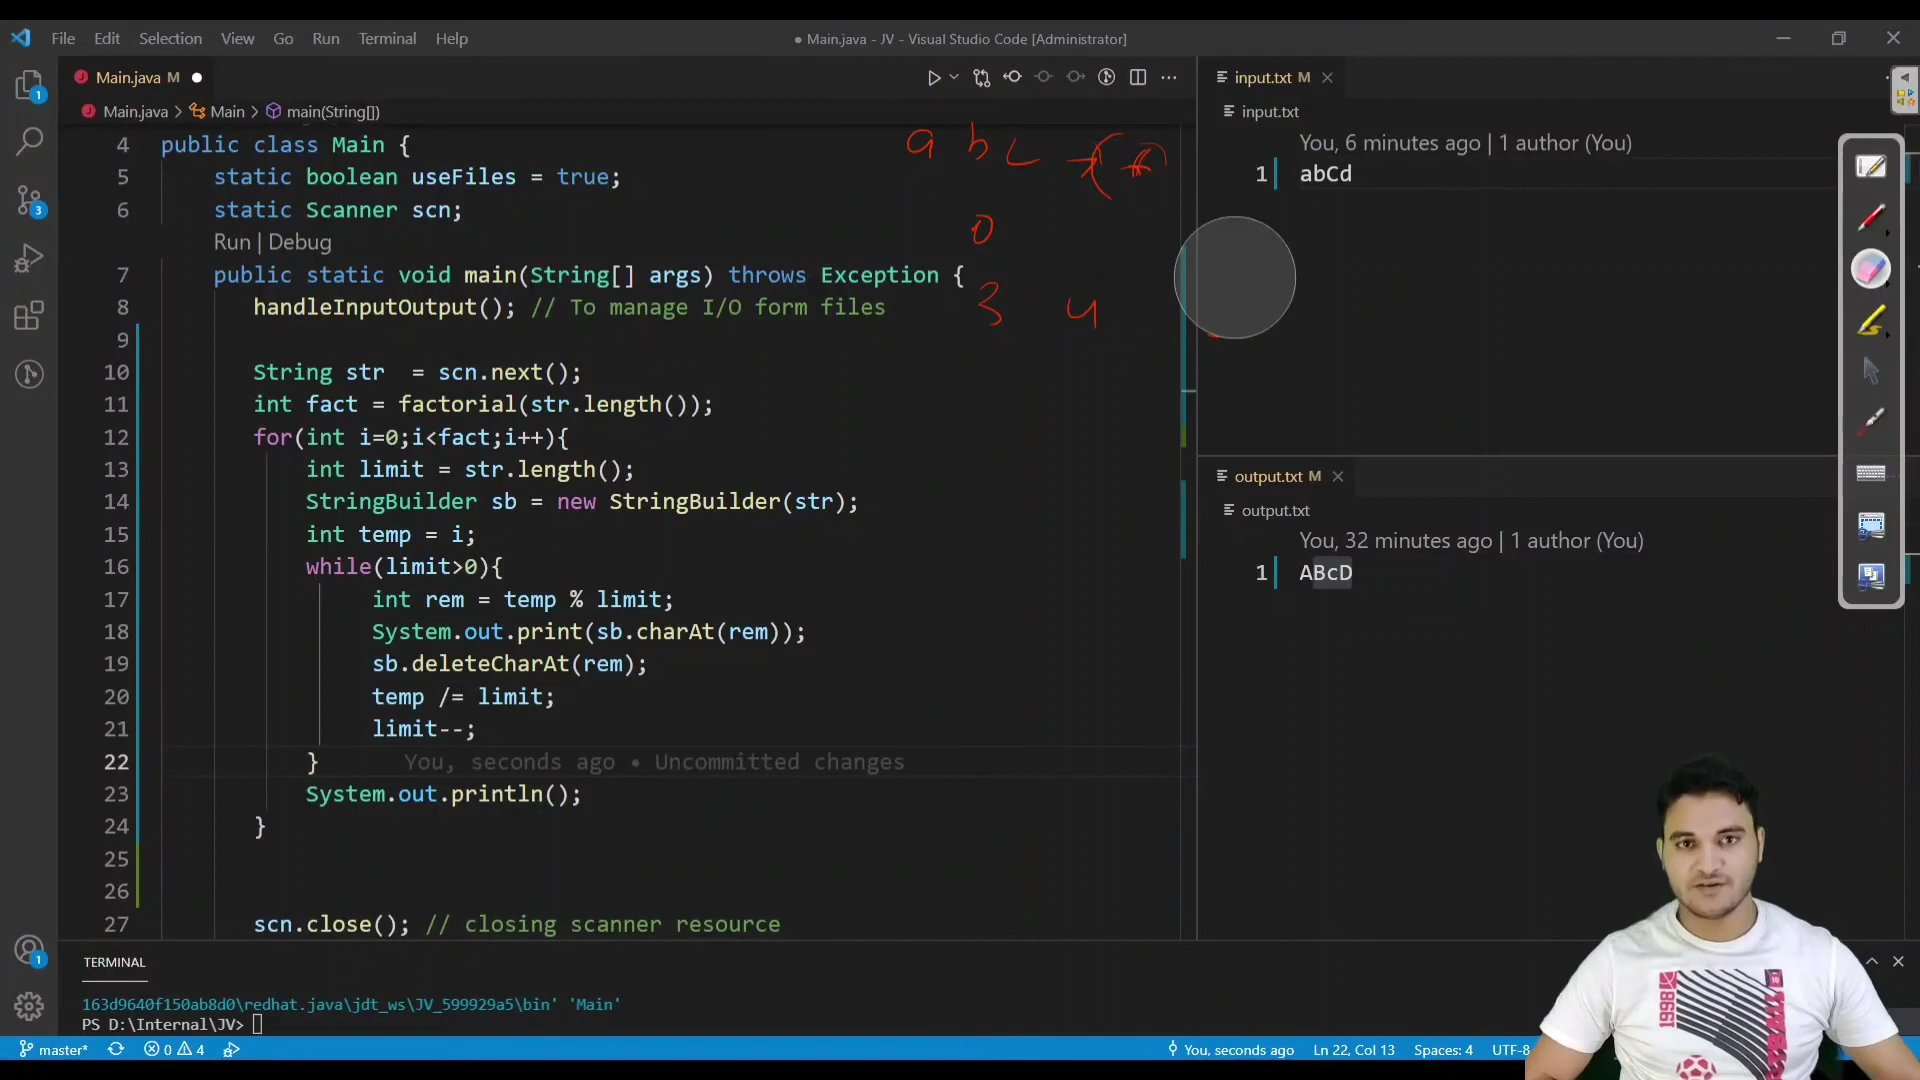 File Edit Selection View Go Run Terminal Help
● Main.java - JV - Visual Studio Code [Administrator]
Main.java M ●
Main.java > Main > main(String[])
4 public class Main {
5 static boolean useFiles = true;
6 static Scanner scn;
Run | Debug
7 public static void main(String[] args) throws Exception {
8 handleInputOutput(); // To manage I/O form files
9
10 String str = scn.next();
11 int fact = factorial(str.length());
12 for(int i=0;i<fact;i++){
13 int limit = str.length();
14 StringBuilder sb = new StringBuilder(str);
15 int temp = i;
16 while(limit>0){
17 int rem = temp % limit;
18 System.out.print(sb.charAt(rem));
19 sb.deleteCharAt(rem);
20 temp /= limit;
21 limit--;
22 } You, seconds ago • Uncommitted changes
23 System.out.println();
24 }
25
26
27 scn.close(); // closing scanner resource
a b c
0
3 4
input.txt M
input.txt
You, 6 minutes ago | 1 author (You)
1 abCd
output.txt M
output.txt
You, 32 minutes ago | 1 author (You)
1 ABcD
TERMINAL
163d9640f150ab8d0\redhat.java\jdt_ws\JV_599929a5\bin' 'Main'
PS D:\Internal\JV>
master* 0 4
You, seconds ago Ln 22, Col 13 Spaces: 4 UTF-8
1
3
1
1998
10